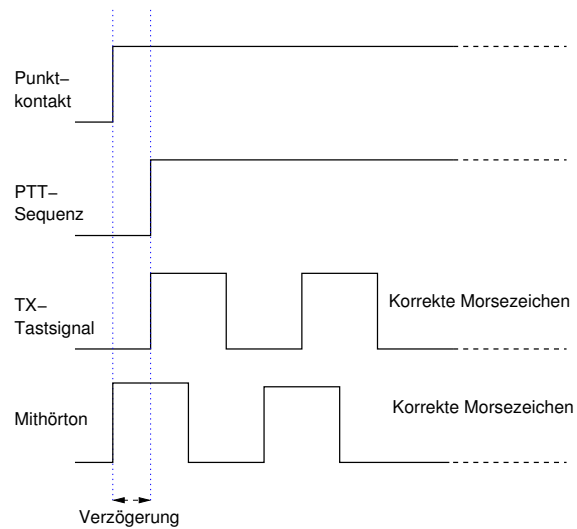 Punkt–
kontakt
PTT–
Sequenz
TX–
Tastsignal
Korrekte Morsezeichen
Mithörton
Korrekte Morsezeichen
Verzögerung